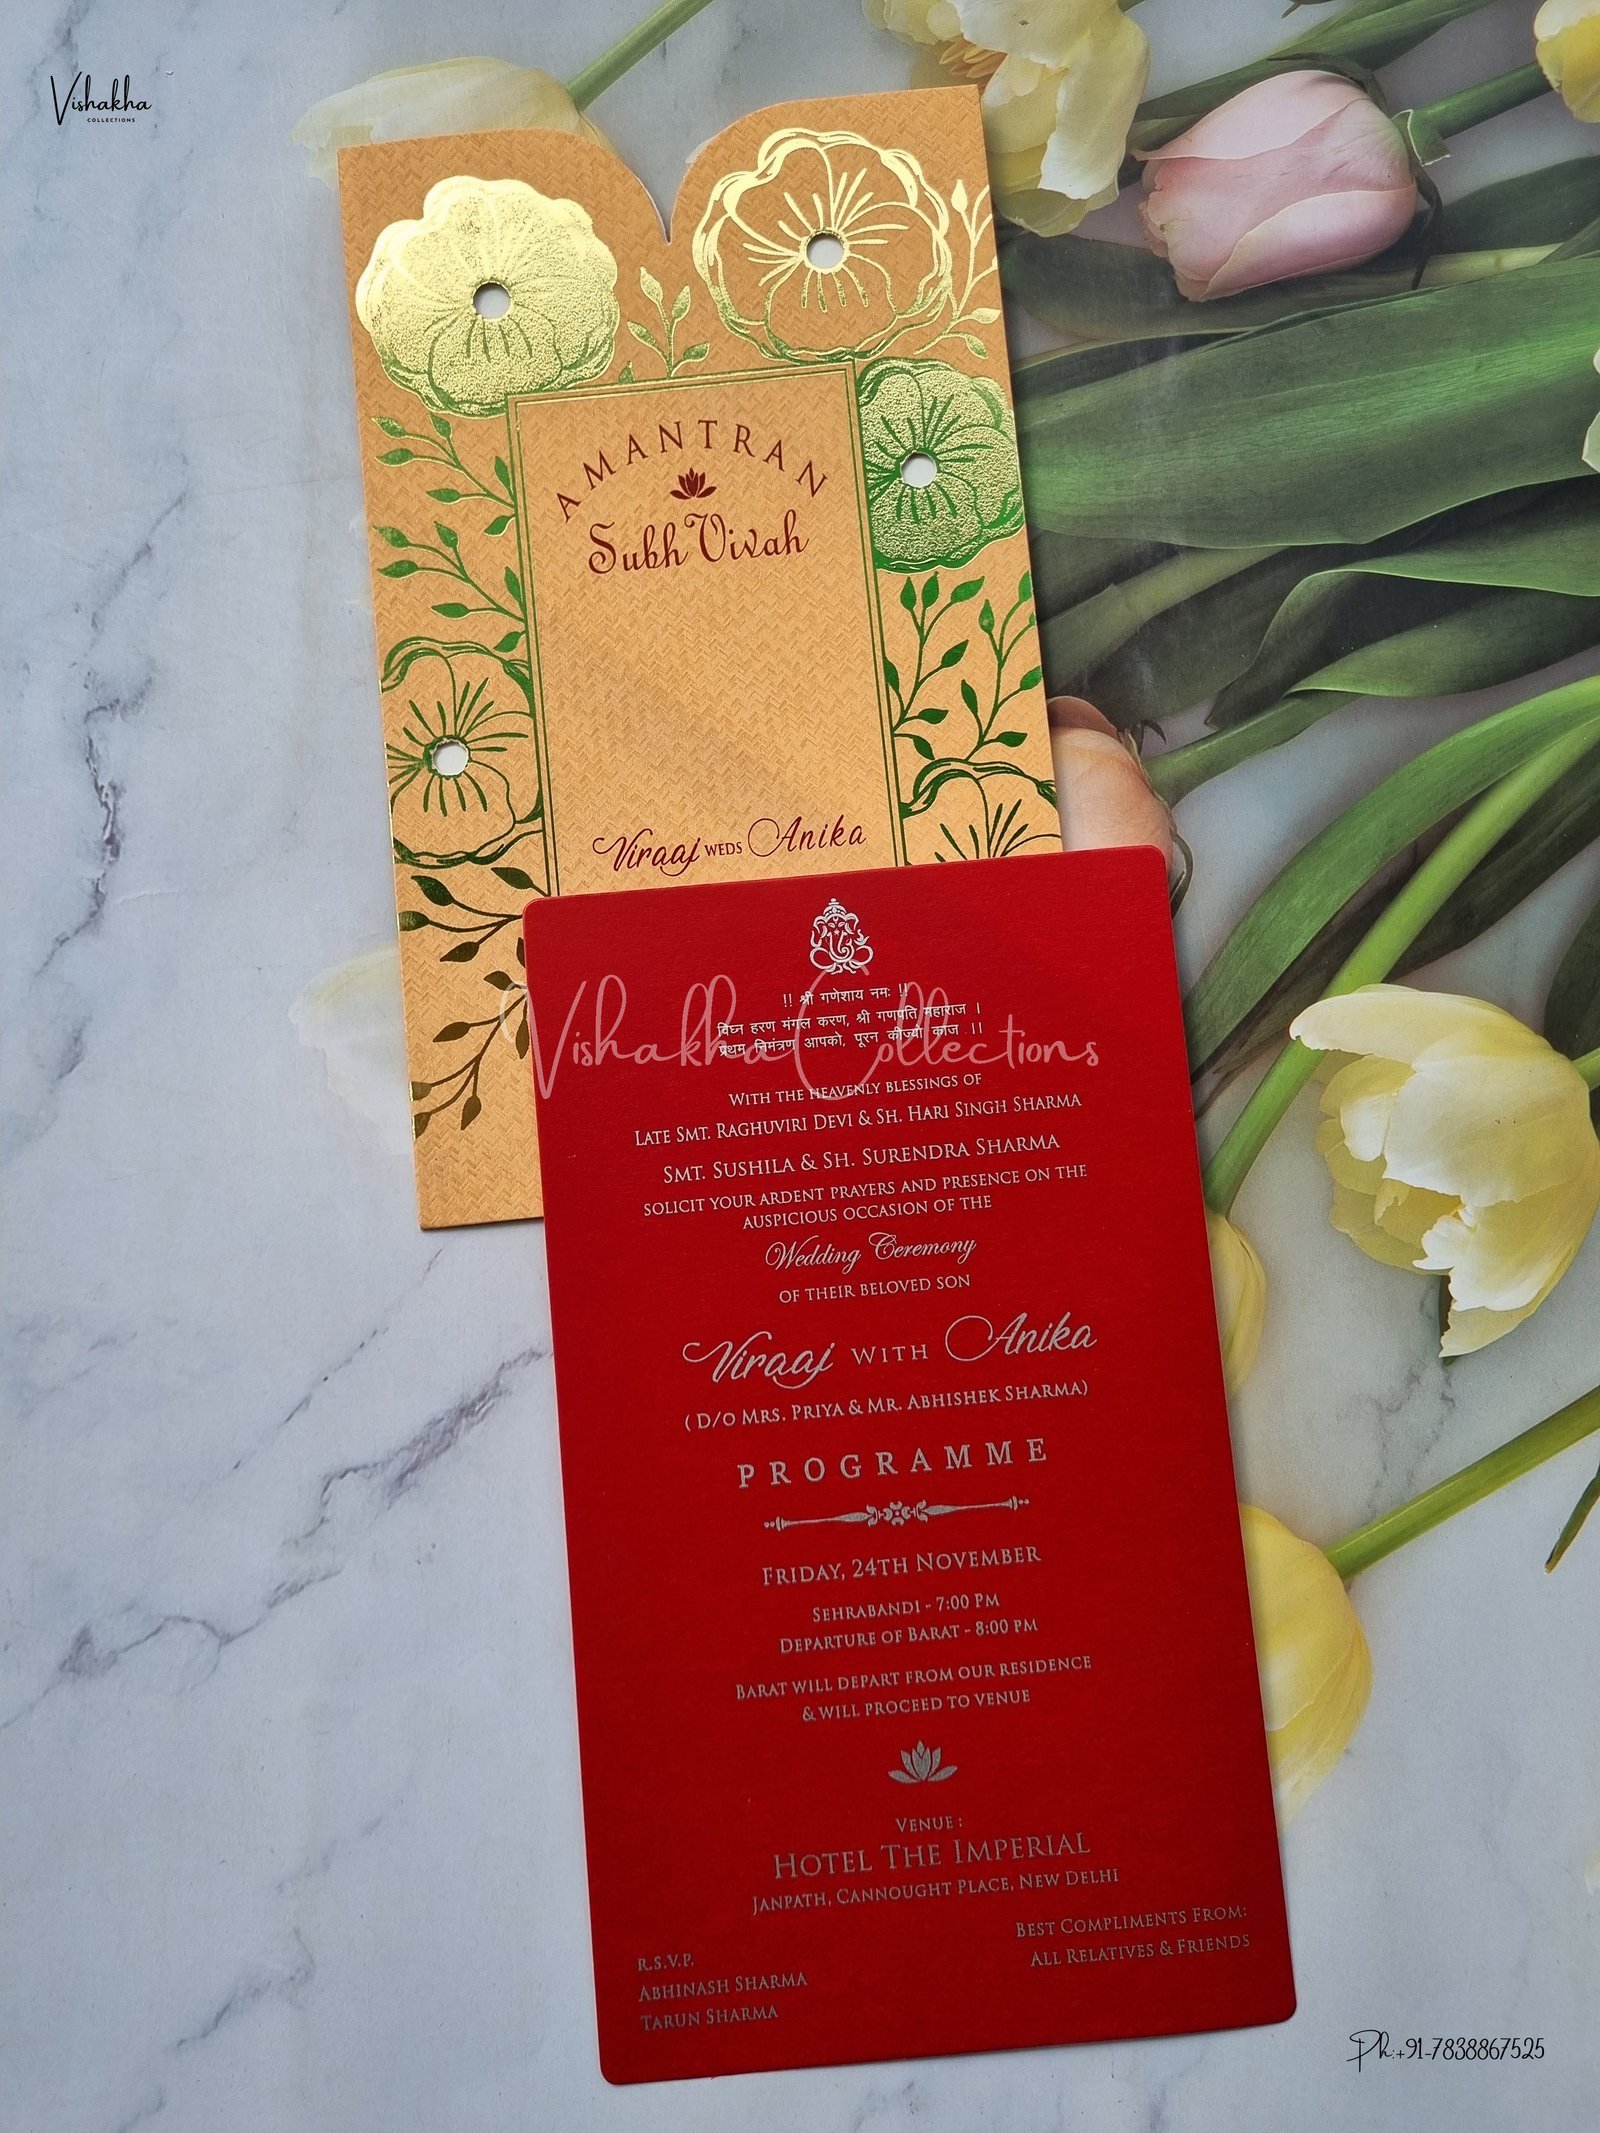 Vishakha
COLLECTIONS
AMANTRAN
Subh Vivah
Viraaj WEDS Anika
!! श्री गणेशाय नमः !!
विघ्न हरण मंगल करण, श्री गणपति महाराज ।
प्रथम निमंत्रण आपको, पूरन कीज्यो काज ।।
Vishakha Collections
WITH THE HEAVENLY BLESSINGS OF
LATE SMT. RAGHUVIRI DEVI & SH. HARI SINGH SHARMA
SMT. SUSHILA & SH. SURENDRA SHARMA
SOLICIT YOUR ARDENT PRAYERS AND PRESENCE ON THE
AUSPICIOUS OCCASION OF THE
Wedding Ceremony
OF THEIR BELOVED SON
Viraaj WITH Anika
( D/O MRS. PRIYA & MR. ABHISHEK SHARMA)
PROGRAMME
FRIDAY, 24TH NOVEMBER
SEHRABANDI - 7:00 PM
DEPARTURE OF BARAT - 8:00 PM
BARAT WILL DEPART FROM OUR RESIDENCE
& WILL PROCEED TO VENUE
VENUE :
HOTEL THE IMPERIAL
JANPATH, CANNOUGHT PLACE, NEW DELHI
BEST COMPLIMENTS FROM:
ALL RELATIVES & FRIENDS
R.S.V.P.
ABHINASH SHARMA
TARUN SHARMA
Ph:+91-7838867525